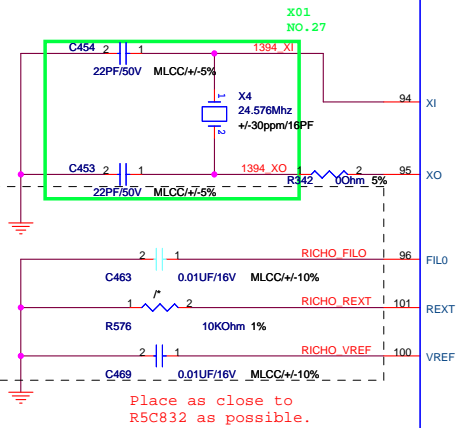 X01
NO.27
C454 2 1 1394_XI
22PF/50V MLCC/+/-5%
1 X4
24.576Mhz
94 XI
2 +/-30ppm/16PF
C453 2 1 1394_XO 1 2 95 XO
R342 0Ohm 5%
22PF/50V MLCC/+/-5%
2 1 RICHO_FILO 96 FIL0
C463 0.01UF/16V MLCC/+/-10%
/*
1 2 RICHO_REXT 101 REXT
R576 10KOhm 1%
2 1 RICHO_VREF 100 VREF
C469 0.01UF/16V MLCC/+/-10%
Place as close to
R5C832 as possible.